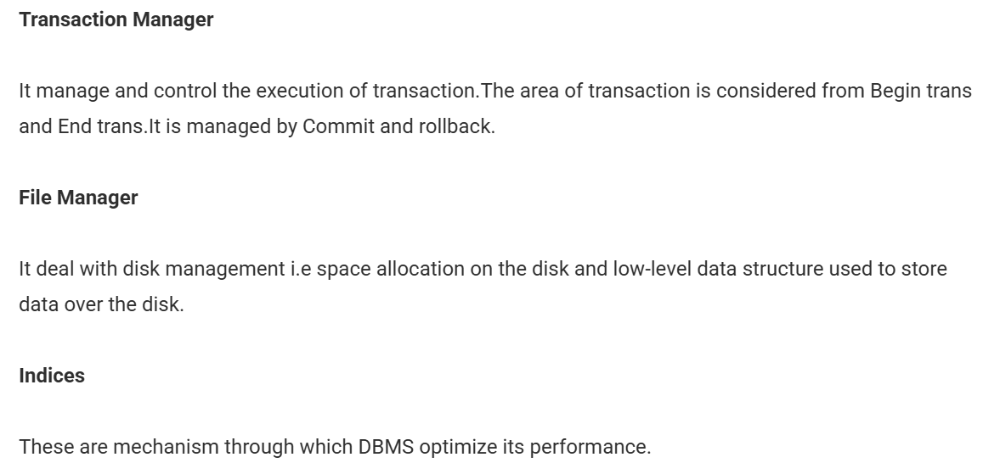 Transaction Manager
It manage and control the execution of transaction.The area of transaction is considered from Begin trans
and End trans.It is managed by Commit and rollback.
File Manager
It deal with disk management i.e space allocation on the disk and low-level data structure used to store
data over the disk.
Indices
These are mechanism through which DBMS optimize its performance.